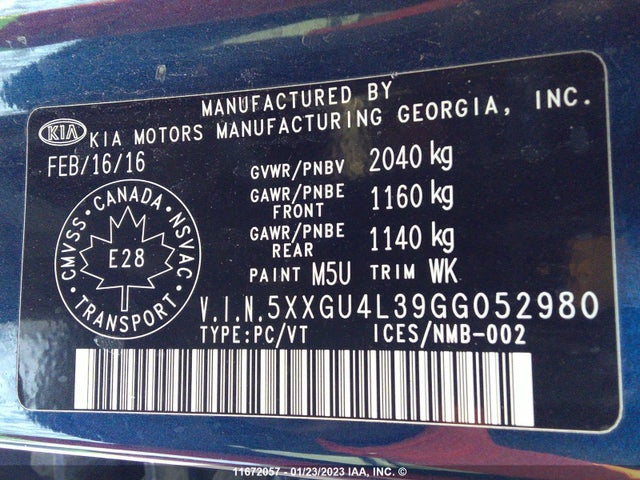 MANUFACTURED BY
KIA KIA MOTORS MANUFACTURING GEORGIA, INC.
FEB/16/16
GVWR/PNBV 2040 kg
GAWR/PNBE FRONT 1160 kg
GAWR/PNBE REAR 1140 kg
PAINT M5U TRIM WK
CMVSS • CANADA • NSVAC • TRANSPORT •
E28
V.I.N.5XXGU4L39GG052980
TYPE:PC/VT ICES/NMB-002
11672057 - 01/23/2023 IAA, INC. ©